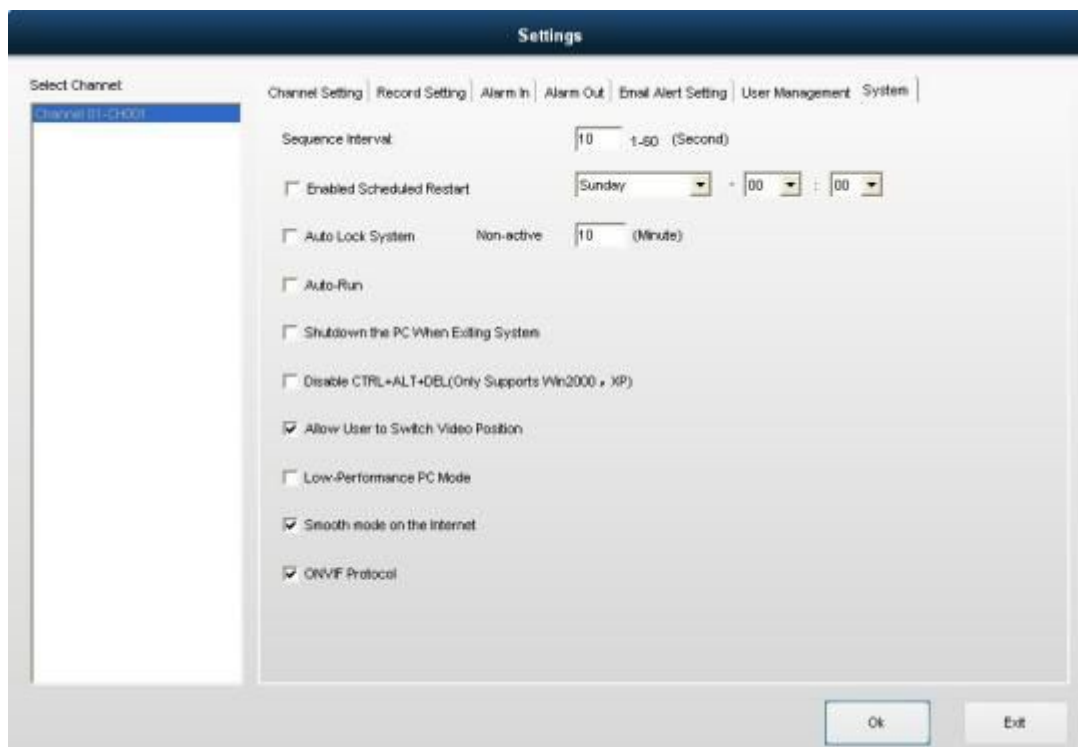 Settings
Select Channel:
Channel 01-CH001
Channel Setting Record Setting Alarm In Alarm Out Email Alert Setting User Management System
Sequence Interval: 10 1-60 (Second)
Enabled Scheduled Restart Sunday - 00 : 00
Auto Lock System Non-active 10 (Minute)
Auto-Run
Shutdown the PC When Exiting System
Disable CTRL+ALT+DEL(Only Supports Win2000，XP)
Allow User to Switch Video Position
Low-Performance PC Mode
Smooth mode on the Internet
ONVIF Protocol
Ok Exit